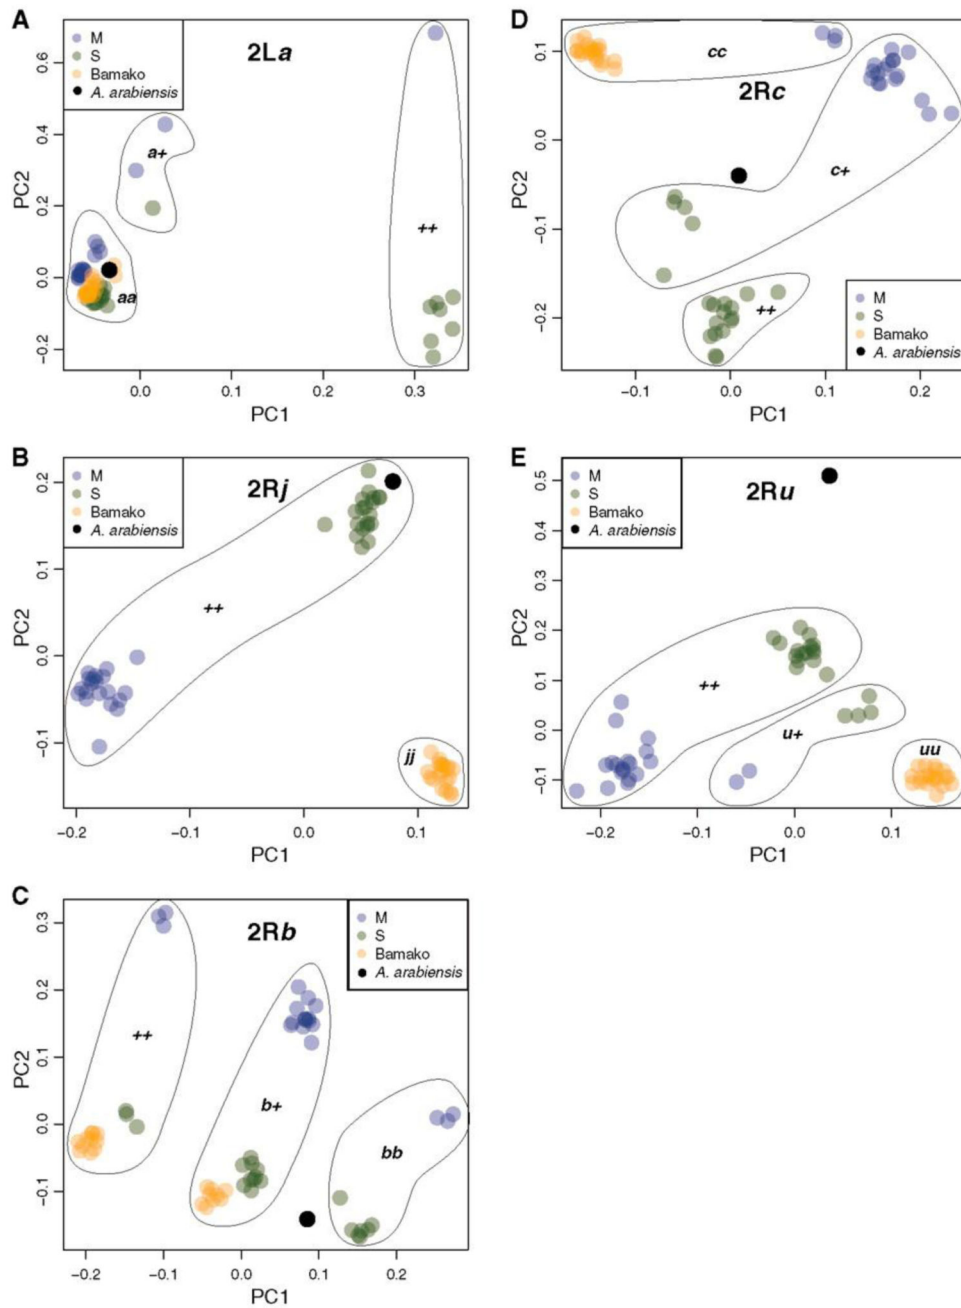 A
2La
M
S
Bamako
A. arabiensis
a+
++
aa
0.6
0.4
0.2
0.0
−0.2
PC2
0.0 0.1 0.2 0.3
PC1
B
2Rj
M
S
Bamako
A. arabiensis
++
jj
0.2
0.1
0.0
−0.1
PC2
−0.2 −0.1 0.0 0.1
PC1
C
2Rb
M
S
Bamako
A. arabiensis
++
b+
bb
0.3
0.2
0.1
0.0
−0.1
PC2
−0.2 −0.1 0.0 0.1 0.2
PC1
D
cc
2Rc
c+
++
M
S
Bamako
A. arabiensis
0.1
0.0
−0.1
−0.2
PC2
−0.1 0.0 0.1 0.2
PC1
E
2Ru
M
S
Bamako
A. arabiensis
++
u+
uu
0.5
0.4
0.3
0.2
0.1
0.0
−0.1
PC2
−0.2 −0.1 0.0 0.1
PC1